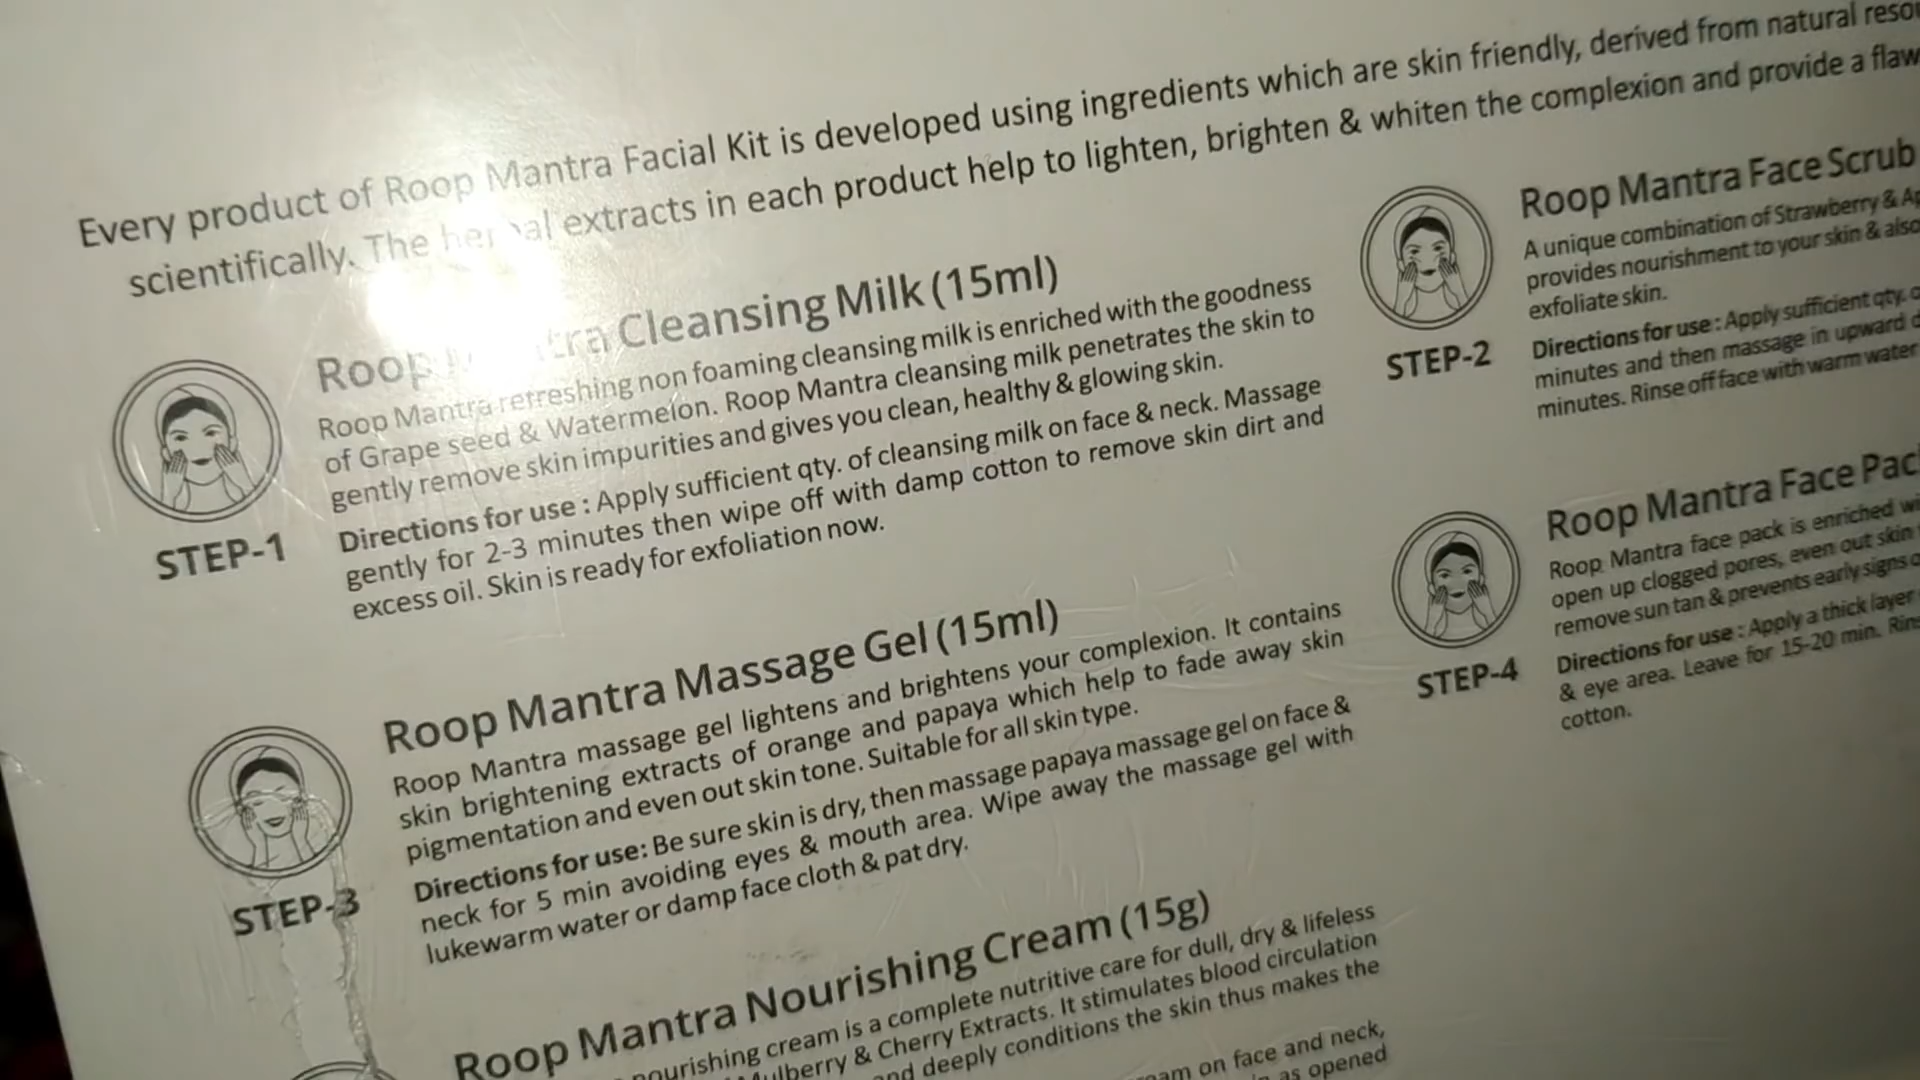 Every product of Roop Mantra Facial Kit is developed using ingredients which are skin friendly, derived from natural
scientifically. The extracts in each product help to lighten, brighten & whiten the complexion and provide a
Roop Cleansing Milk (15ml)
Roop Mantra refreshing non foaming cleansing milk is enriched with the goodness
of Grape seed & Watermelon. Roop Mantra cleansing milk penetrates the skin to
gently remove skin impurities and gives you clean, healthy & glowing skin.
Directions for use : Apply sufficient qty. of cleansing milk on face & neck. Massage
gently for 2-3 minutes then wipe off with damp cotton to remove skin dirt and
excess oil. Skin is ready for exfoliation now.
STEP-1
Roop Mantra Face Scrub
A unique combination of Strawberry &
provides nourishment to your skin & also
exfoliate skin.
Directions for use : Apply sufficient qty.
minutes and then massage in upward
minutes. Rinse off face with warm water
STEP-2
Roop Mantra Massage Gel (15ml)
Roop Mantra massage gel lightens and brightens your complexion. It contains
skin brightening extracts of orange and papaya which help to fade away skin
pigmentation and even out skin tone. Suitable for all skin type.
Directions for use: Be sure skin is dry, then massage papaya massage gel on face &
neck for 5 min avoiding eyes & mouth area. Wipe away the massage gel with
lukewarm water or damp face cloth & pat dry.
STEP-3
Roop Mantra Face
Roop Mantra face pack is enriched
open up clogged pores, even out skin
remove sun tan & prevents early signs
Directions for use : Apply a thick layer
& eye area. Leave for 15-20 min.
cotton.
STEP-4
Roop Mantra Nourishing Cream (15g)
nourishing cream is a complete nutritive care for dull, dry & lifeless
Mulberry & Cherry Extracts. It stimulates blood circulation
and deeply conditions the skin thus makes the
on face and neck,
as opened